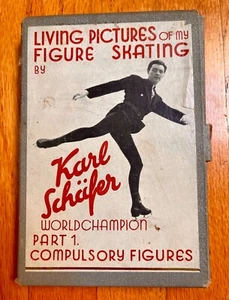 LIVING PICTURES OF MY
FIGURE SKATING
BY
Karl
Schäfer
WORLDCHAMPION
PART 1.
COMPULSORY FIGURES